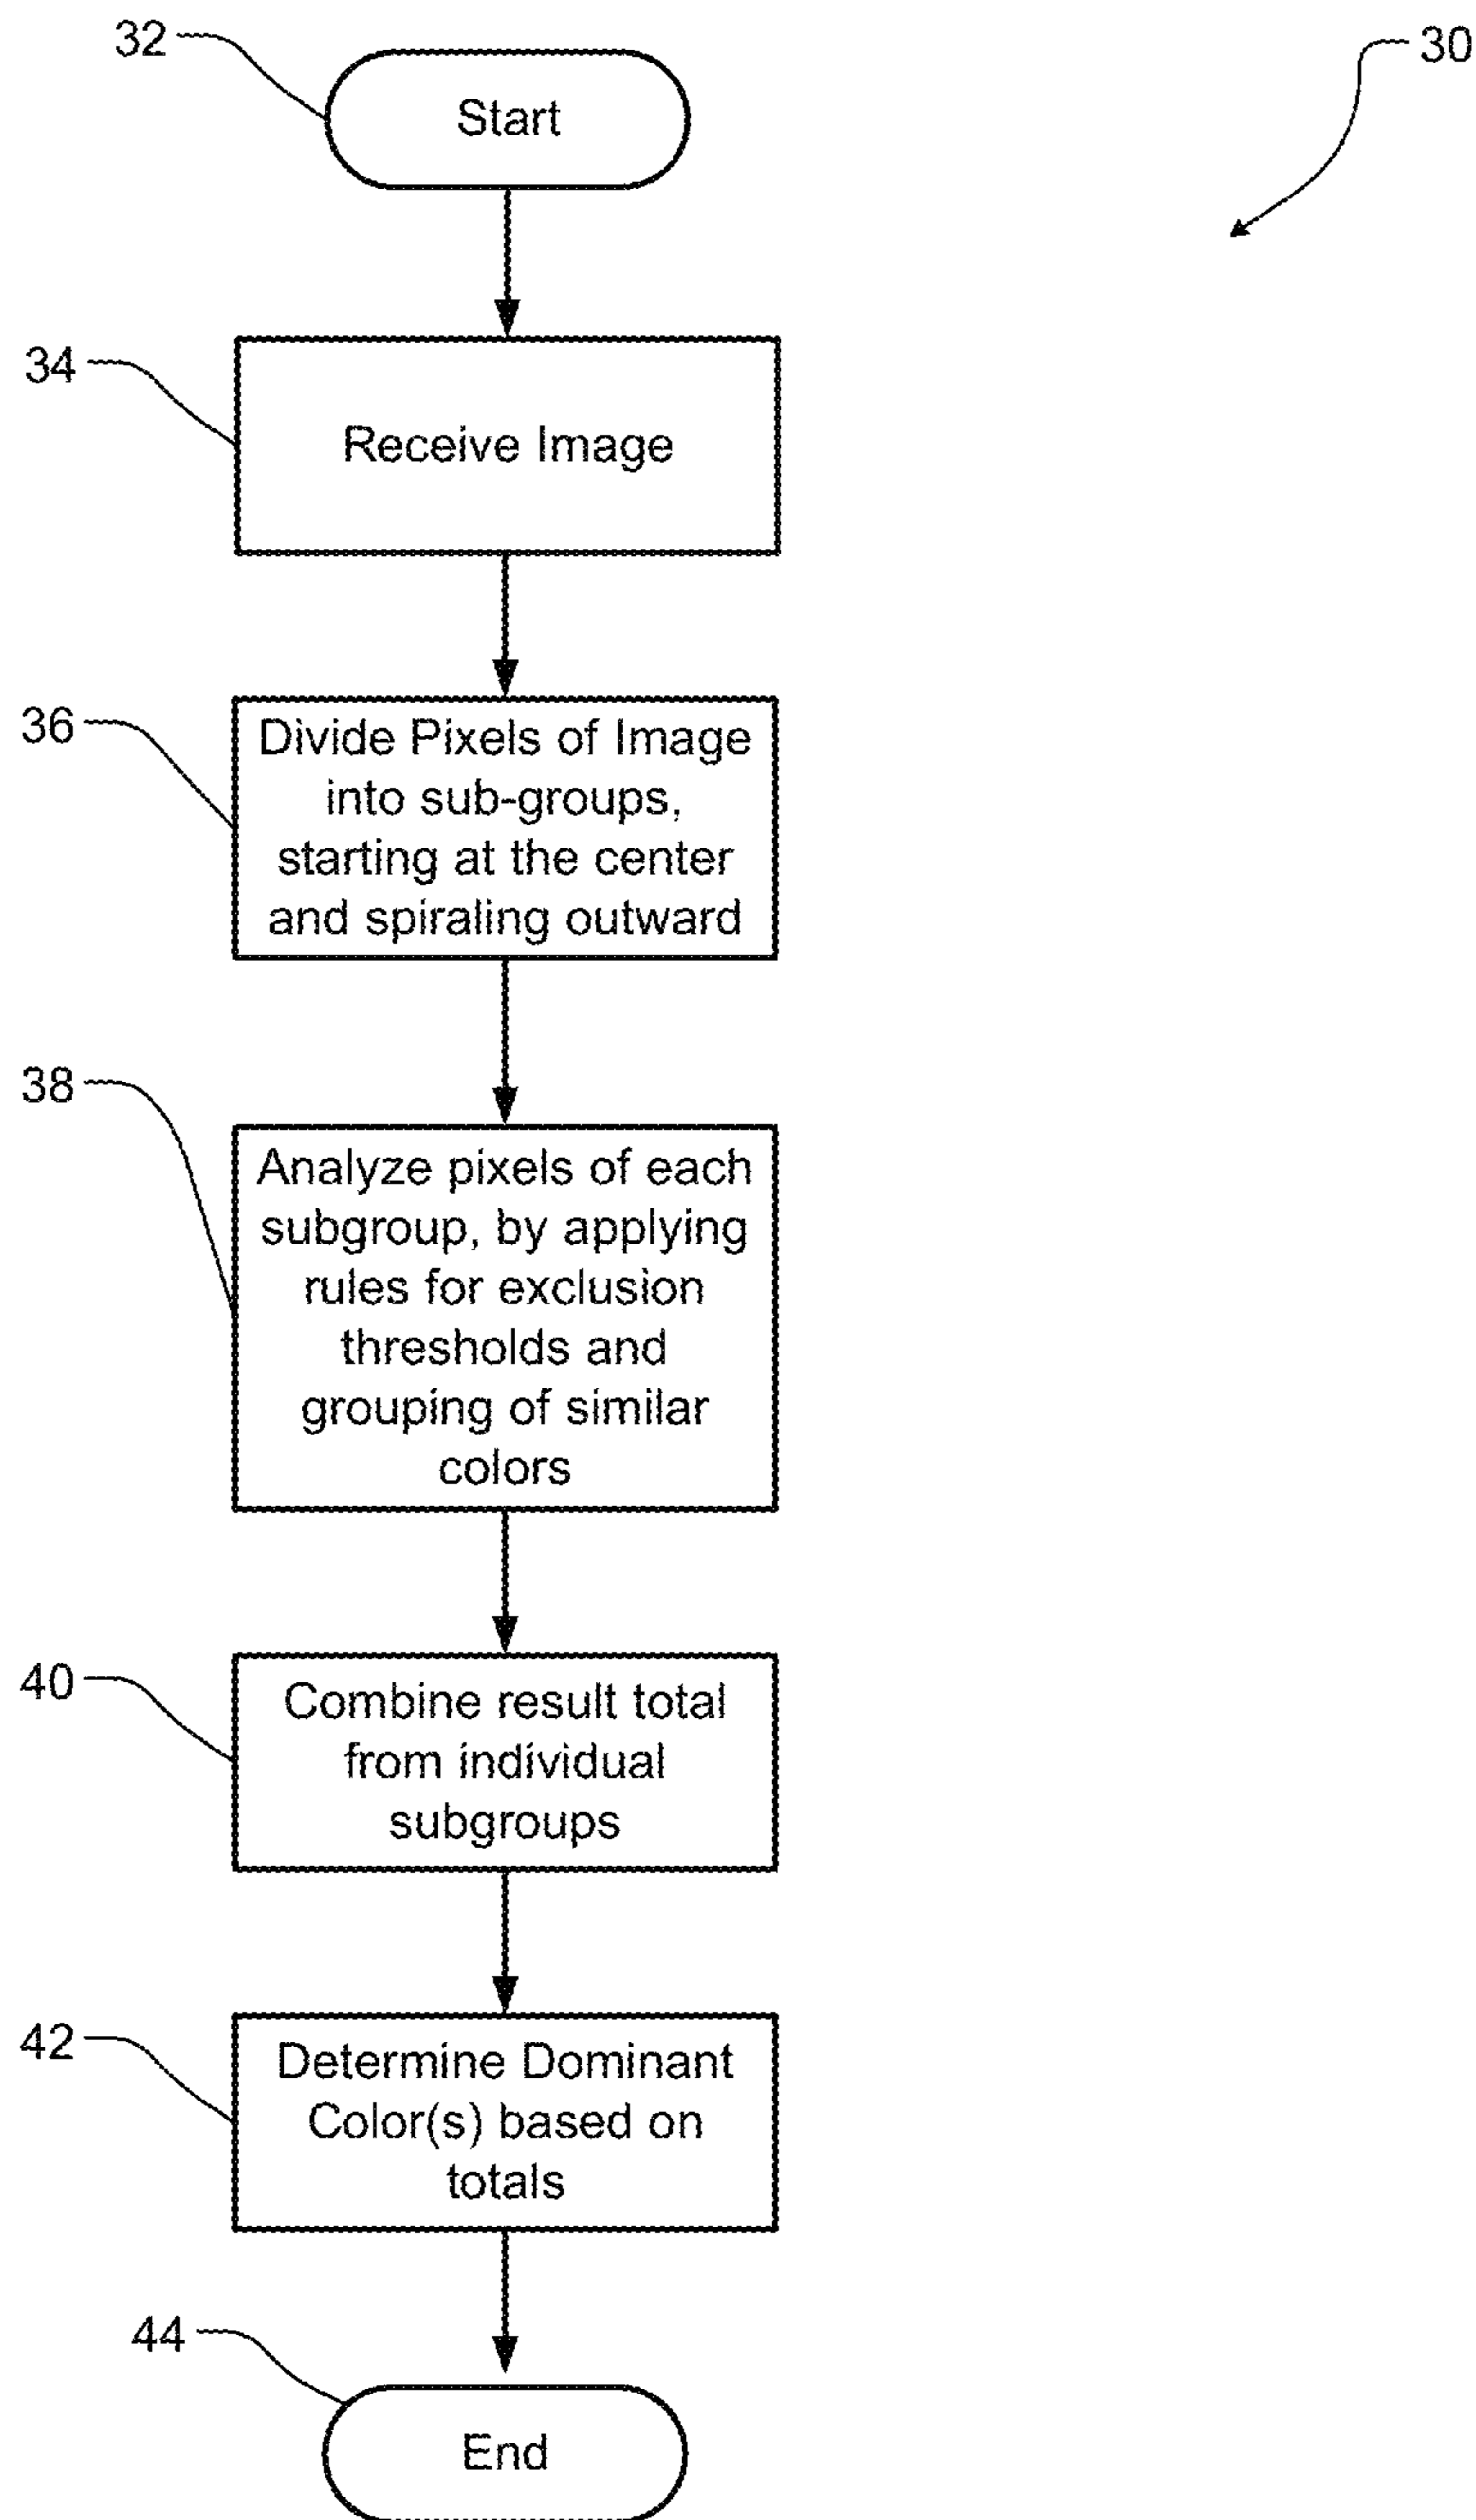 32
Start
30
34
Receive Image
36
Divide Pixels of Image
into sub-groups,
starting at the center
and spiraling outward
38
Analyze pixels of each
subgroup, by applying
rules for exclusion
thresholds and
grouping of similar
colors
40
Combine result total
from individual
subgroups
42
Determine Dominant
Color(s) based on
totals
44
End